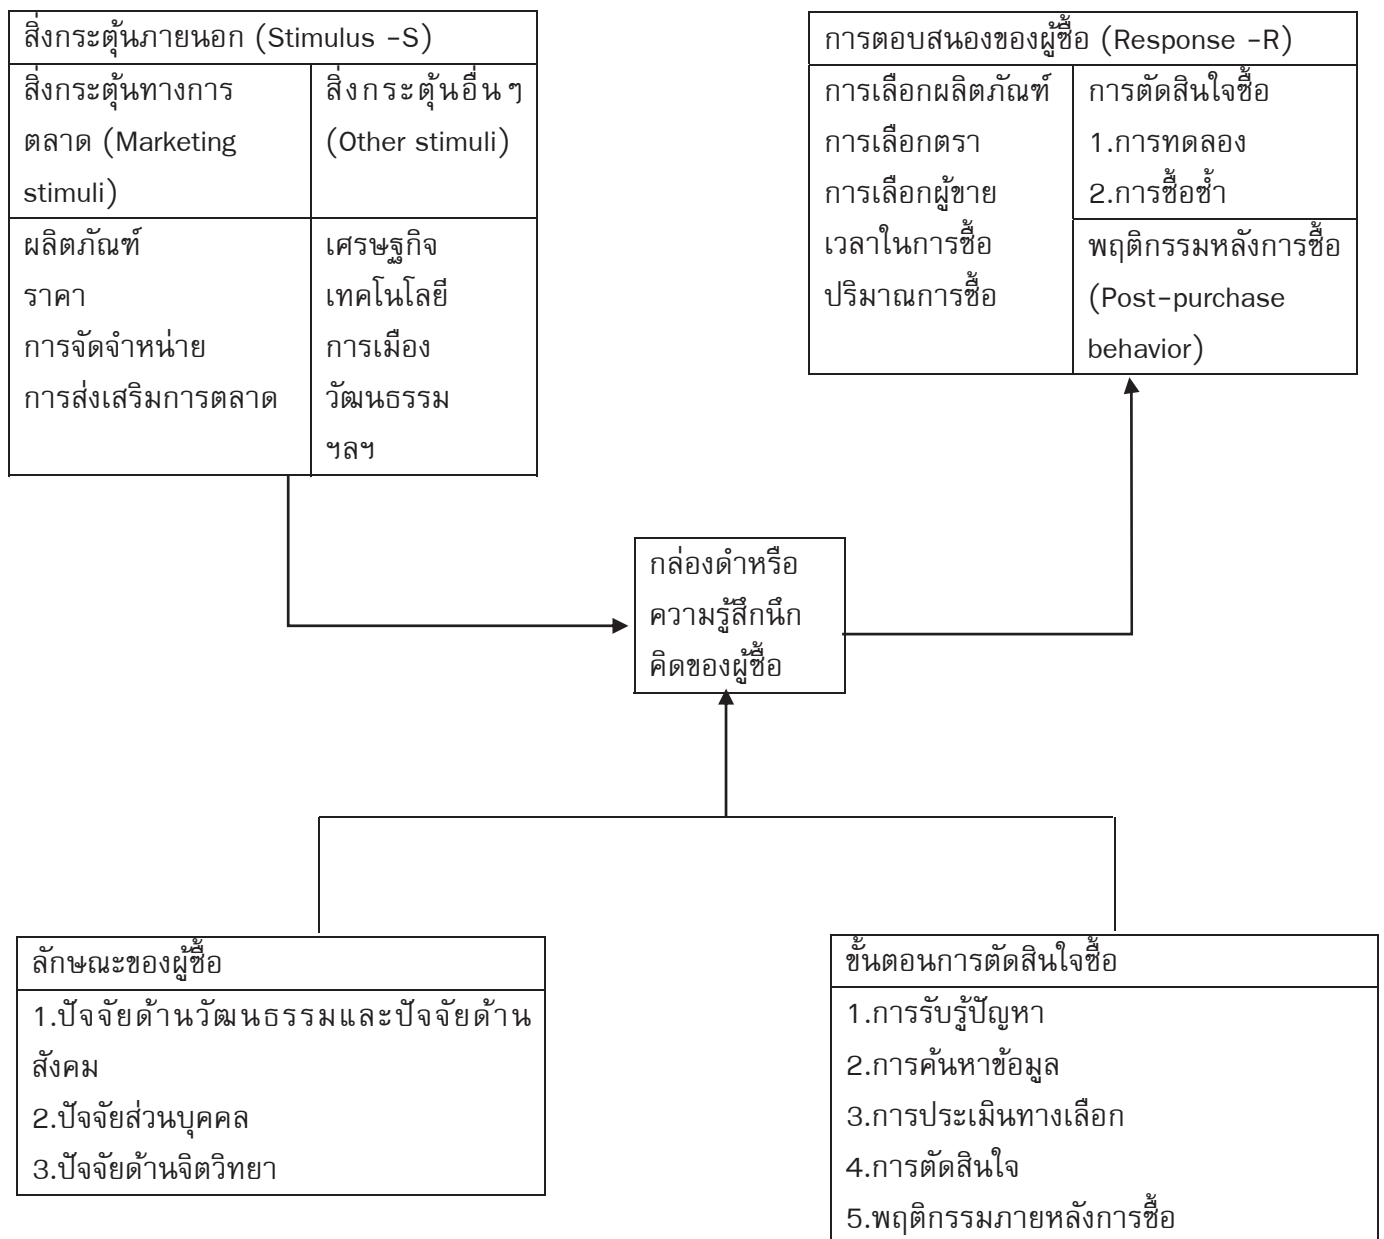 สิ่งกระตุ้นภายนอก (Stimulus -S)
สิ่งกระตุ้นทางการ
ตลาด (Marketing
stimuli)
สิ่งกระตุ้นอื่นๆ
(Other stimuli)
ผลิตภัณฑ์
ราคา
การจัดจำหน่าย
การส่งเสริมการตลาด
เศรษฐกิจ
เทคโนโลยี
การเมือง
วัฒนธรรม
ฯลฯ
การตอบสนองของผู้ซื้อ (Response -R)
การเลือกผลิตภัณฑ์
การเลือกตรา
การเลือกผู้ขาย
เวลาในการซื้อ
ปริมาณการซื้อ
การตัดสินใจซื้อ
1.การทดลอง
2.การซื้อซ้ำ
พฤติกรรมหลังการซื้อ
(Post-purchase
behavior)
กล่องดำหรือ
ความรู้สึกนึก
คิดของผู้ซื้อ
ลักษณะของผู้ซื้อ
1.ปัจจัยด้านวัฒนธรรมและปัจจัยด้าน
สังคม
2.ปัจจัยส่วนบุคคล
3.ปัจจัยด้านจิตวิทยา
ขั้นตอนการตัดสินใจซื้อ
1.การรับรู้ปัญหา
2.การค้นหาข้อมูล
3.การประเมินทางเลือก
4.การตัดสินใจ
5.พฤติกรรมภายหลังการซื้อ